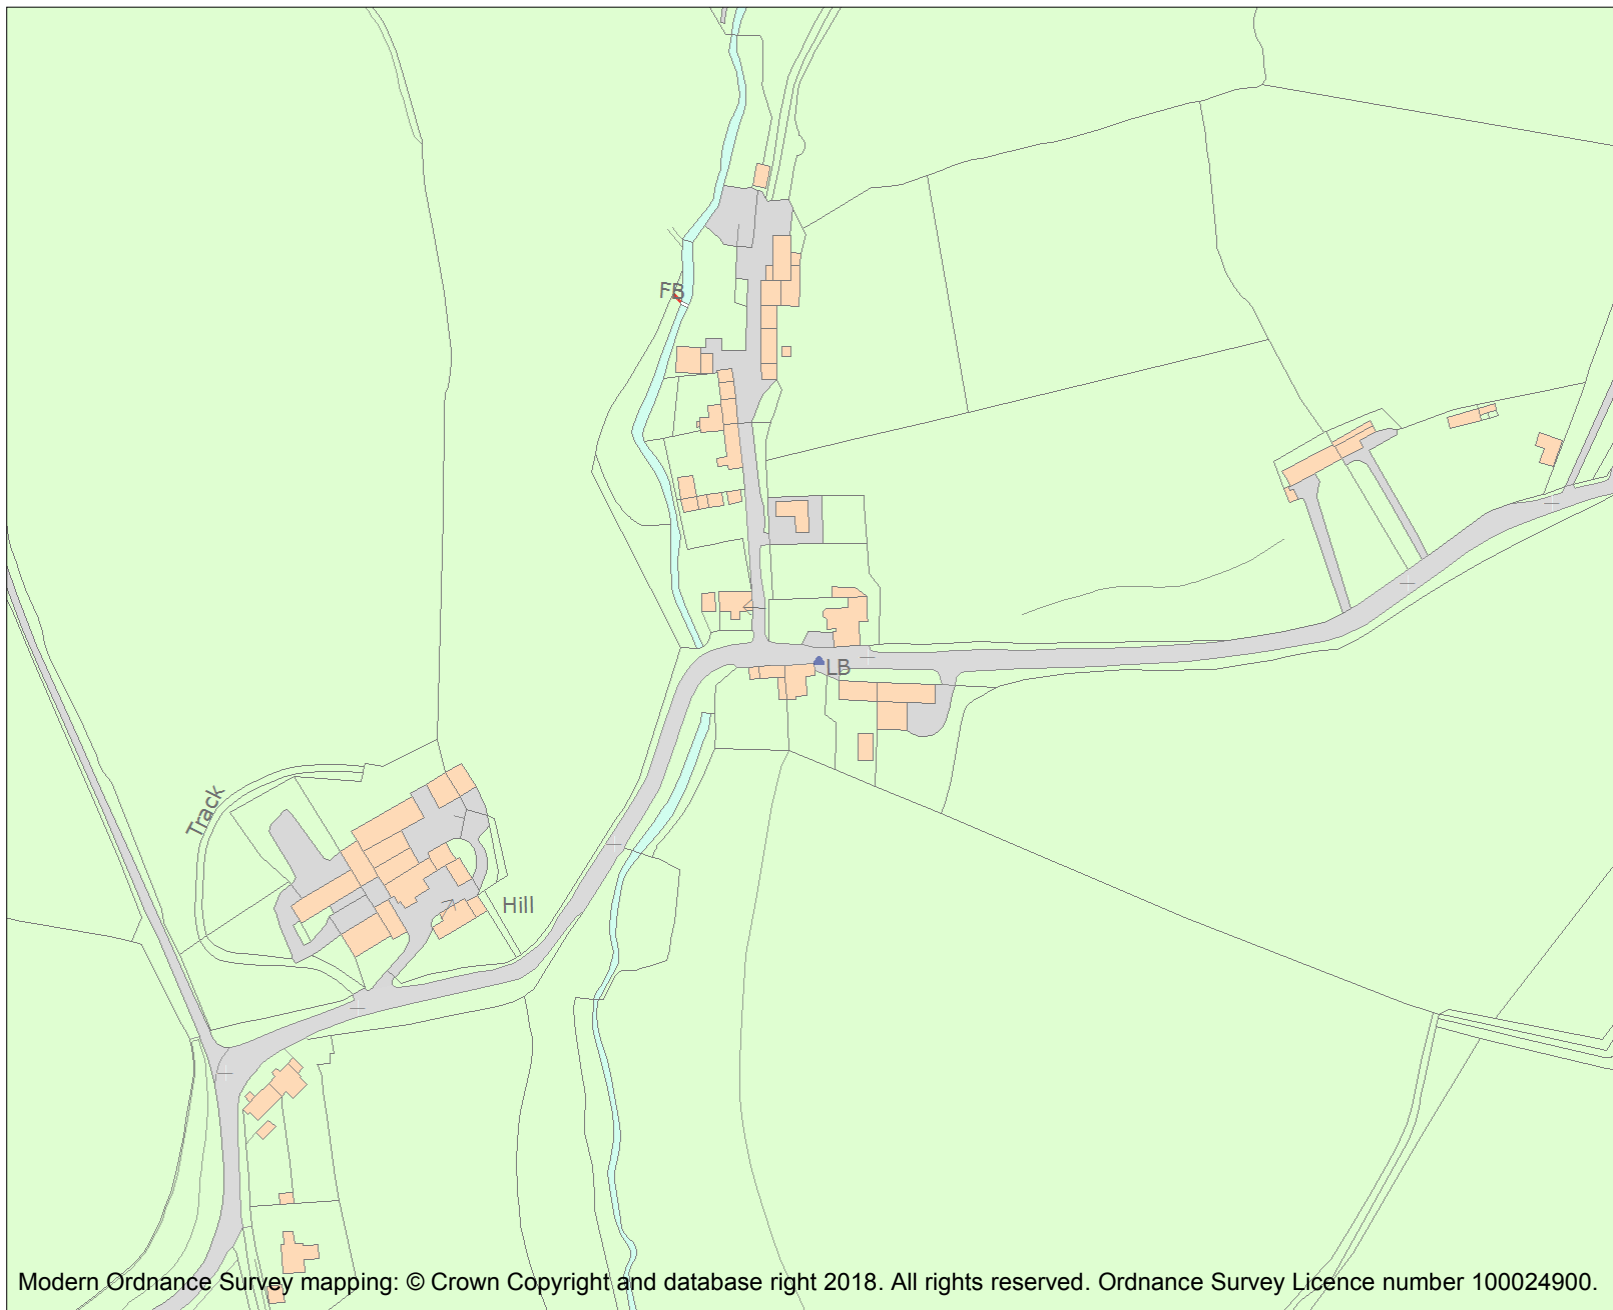 FB
LB
Track
Hill
Modern Ordnance Survey mapping: © Crown Copyright and database right 2018. All rights reserved. Ordnance Survey Licence number 100024900.